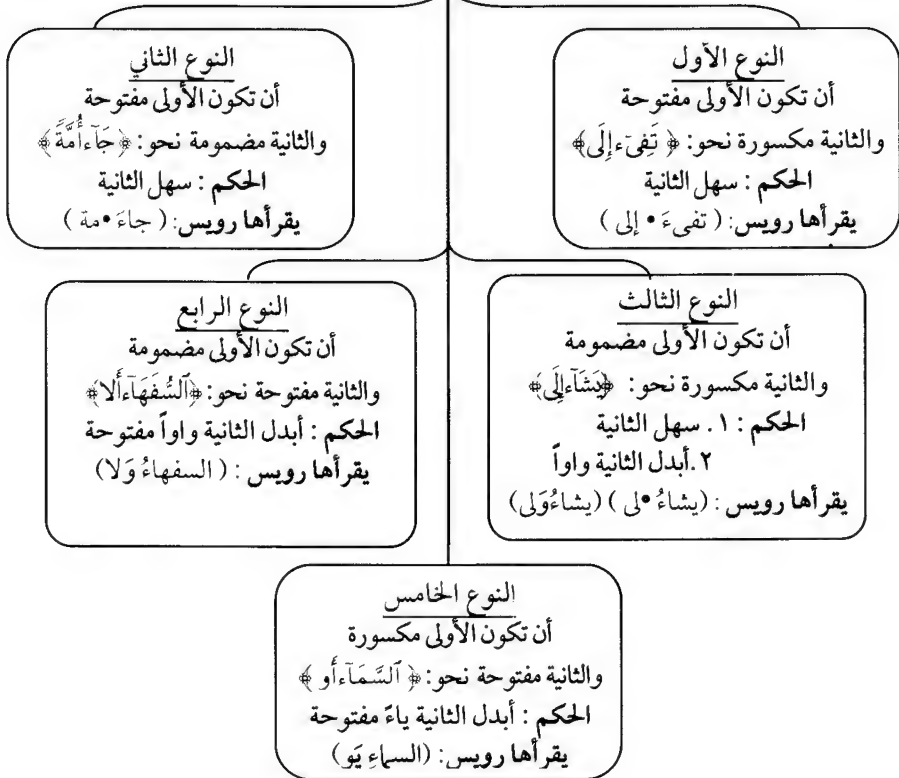 النوع الأول
أن تكون الأولى مفتوحة
والثانية مكسورة نحو: ﴿ تَفِىٓءَ إِلَى﴾
الحكم : سهل الثانية
يقرأها رويس: ( تفىءَ • إلى )
النوع الثاني
أن تكون الأولى مفتوحة
والثانية مضمومة نحو: ﴿جَآءَ أُمَّةً﴾
الحكم : سهل الثانية
يقرأها رويس: ( جاءَ •مة )
النوع الثالث
أن تكون الأولى مضمومة
والثانية مكسورة نحو: ﴿يَشَآءُ إِلَى﴾
الحكم : ١. سهل الثانية
٢.أبدل الثانية واواً
يقرأها رويس : (يشاءُ •لى ) (يشاءُوَلى)
النوع الرابع
أن تكون الأولى مضمومة
والثانية مفتوحة نحو: ﴿ٱلسُّفَهَآءُ أَلا﴾
الحكم : أبدل الثانية واواً مفتوحة
يقرأها رويس : ( السفهاءُ وَلا)
النوع الخامس
أن تكون الأولى مكسورة
والثانية مفتوحة نحو: ﴿ ٱلسَّمَآءِ أَو ﴾
الحكم : أبدل الثانية ياءً مفتوحة
يقرأها رويس: (السماءِ يَو)